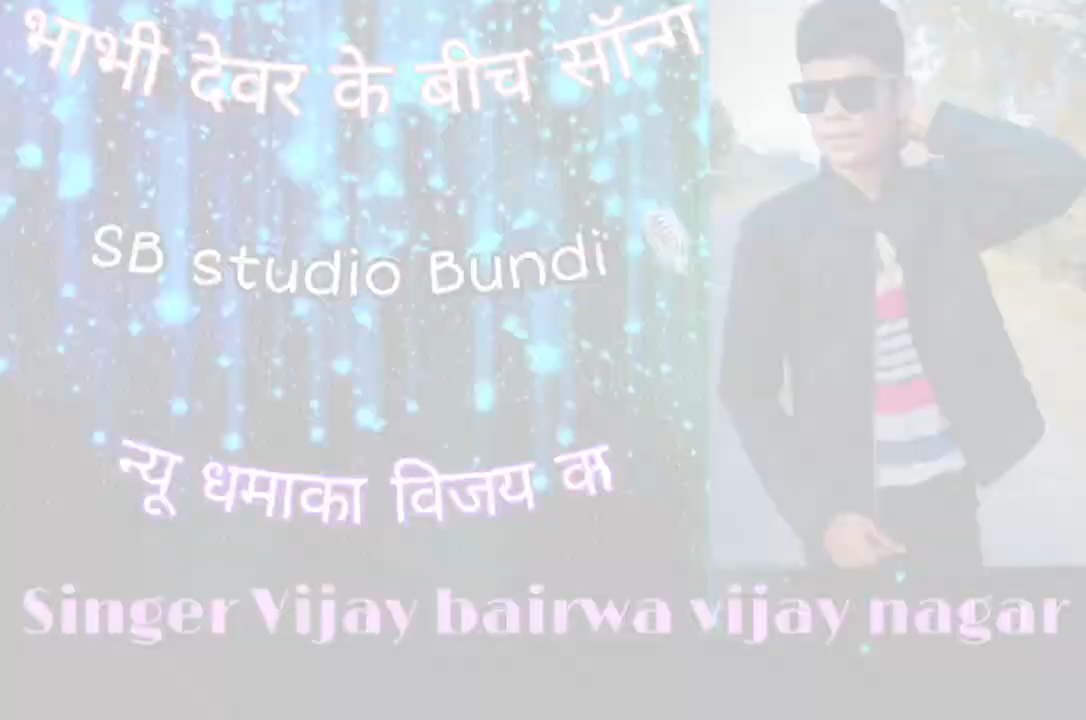 भाभी देवर के बीच सॉन्ग
SB studio Bundi
न्यू धमाका विजय का
Singer Vijay bairwa vijay nagar